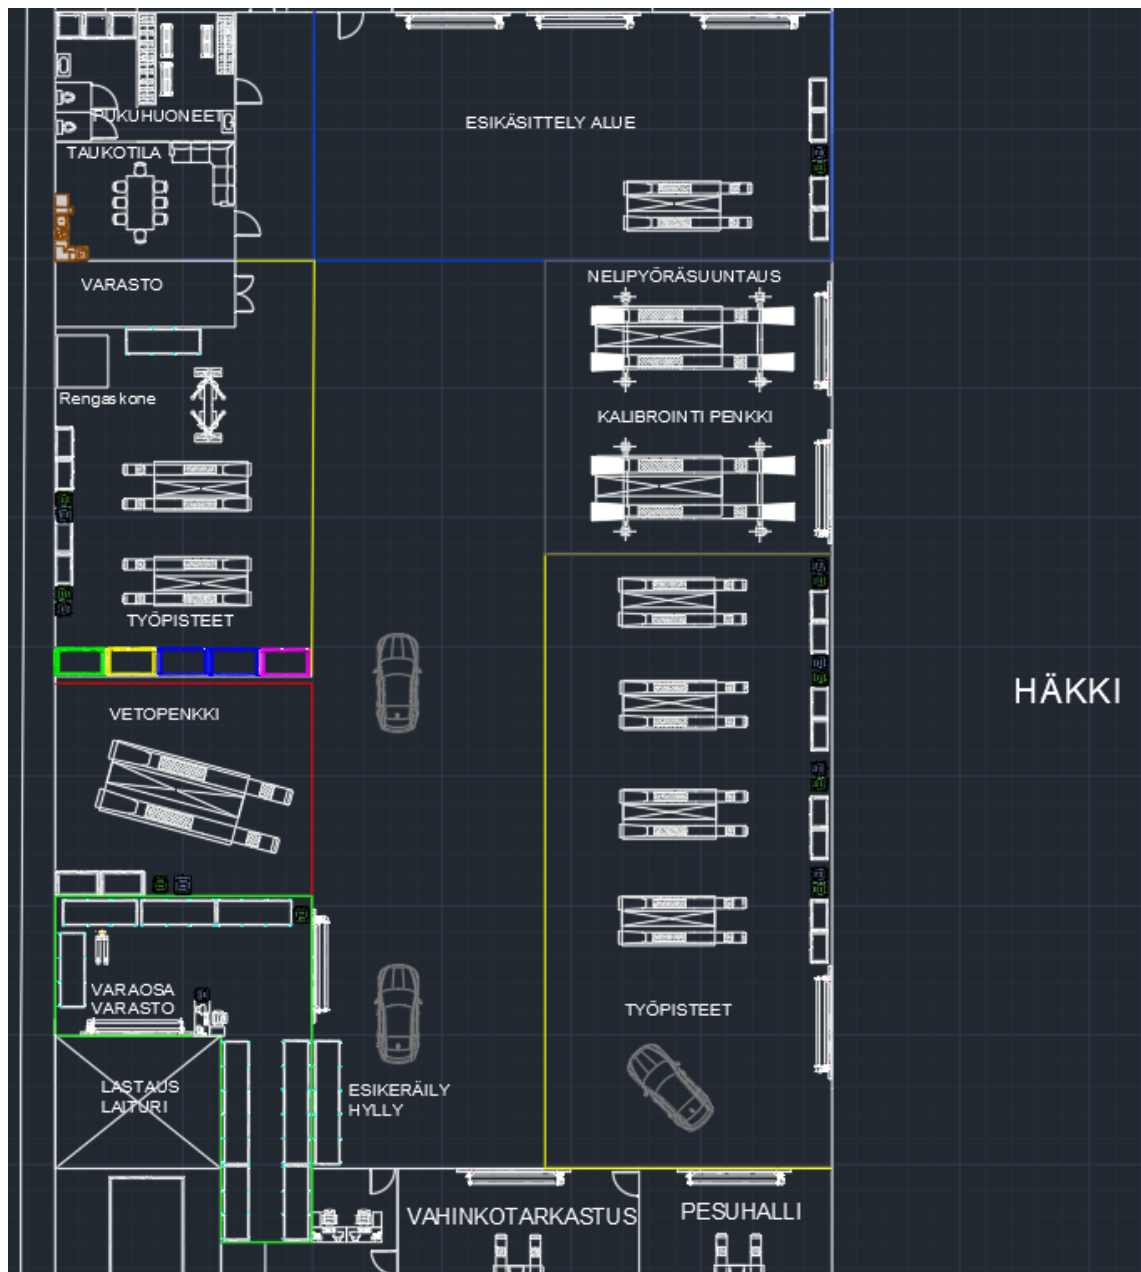 PUKUHUONEET
ESIKÄSITTELY ALUE
TAUKOTILA
VARASTO
NELIPYÖRÄSUUNTAUS
Rengaskone
KALIBROINTI PENKKI
TYÖPISTEET
HÄKKI
VETOPENKKI
VARAOSA
VARASTO
TYÖPISTEET
LASTAUS
LAITURI
ESIKERÄILY
HYLLY
VAHINKOTARKASTUS
PESUHALLI